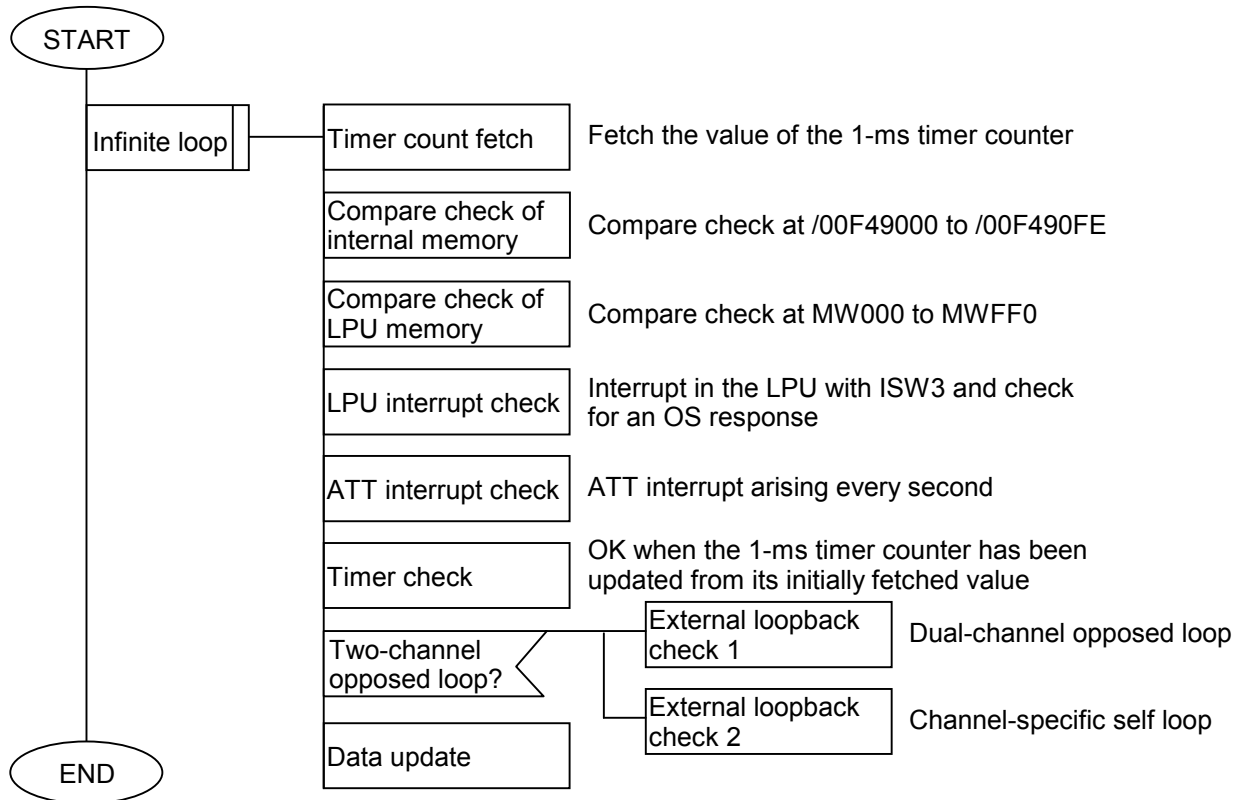 START
Infinite loop
Timer count fetch
Fetch the value of the 1-ms timer counter
Compare check of
internal memory
Compare check at /00F49000 to /00F490FE
Compare check of
LPU memory
Compare check at MW000 to MWFF0
LPU interrupt check
Interrupt in the LPU with ISW3 and check
for an OS response
ATT interrupt check
ATT interrupt arising every second
Timer check
OK when the 1-ms timer counter has been
updated from its initially fetched value
Two-channel
opposed loop?
External loopback
check 1
Dual-channel opposed loop
External loopback
check 2
Channel-specific self loop
Data update
END